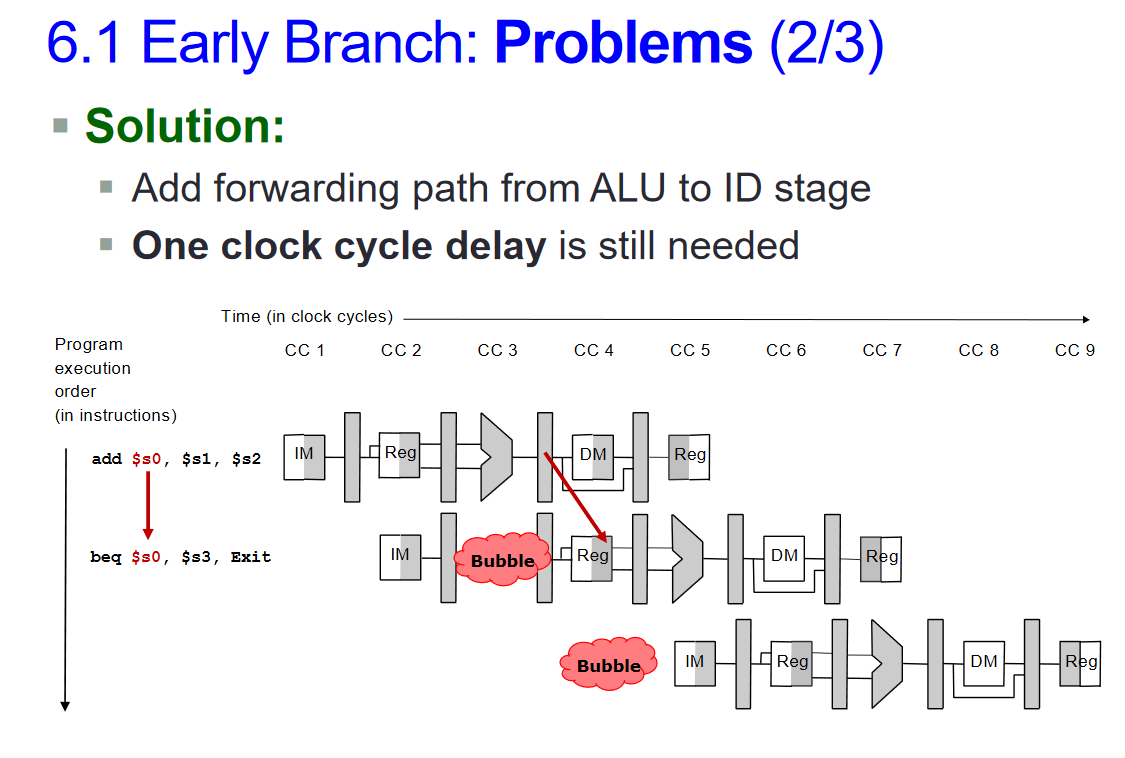 6.1 Early Branch: Problems (2/3)
Solution:
Add forwarding path from ALU to ID stage
One clock cycle delay is still needed
Time (in clock cycles)
Program
execution
order
(in instructions)
CC 1 CC 2 CC 3 CC 4 CC 5 CC 6 CC 7 CC 8 CC 9
add $s0, $s1, $s2
IM Reg DM Reg
beq $s0, $s3, Exit
IM Bubble Reg DM Reg
Bubble IM Reg DM Reg